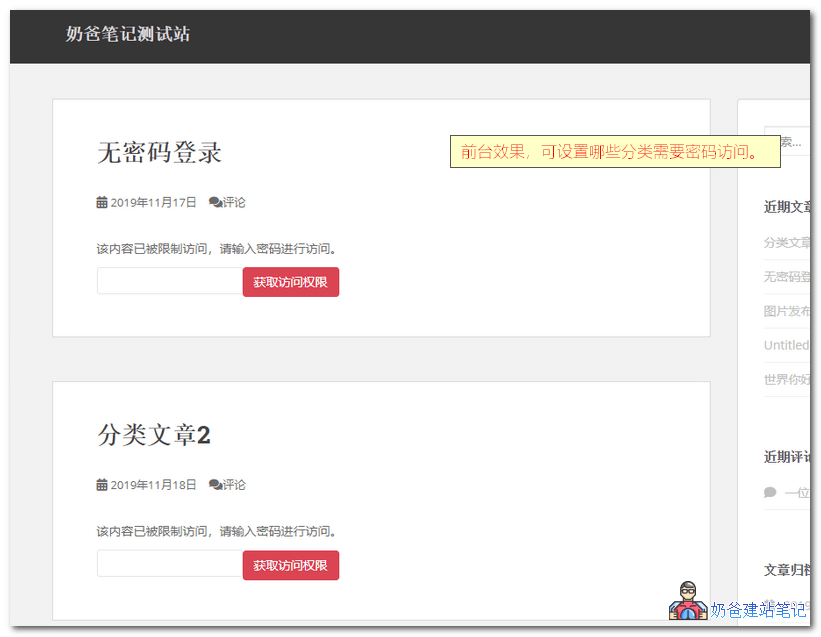 奶爸笔记测试站
无密码登录
前台效果，可设置哪些分类需要密码访问。
2019年11月17日 评论
该内容已被限制访问，请输入密码进行访问。
获取访问权限
分类文章2
2019年11月18日 评论
该内容已被限制访问，请输入密码进行访问。
获取访问权限
索...
近期文章
分类文章
无密码登
图片发布
Untitled
世界你好
近期评论
一位
文章归档
奶爸建站笔记